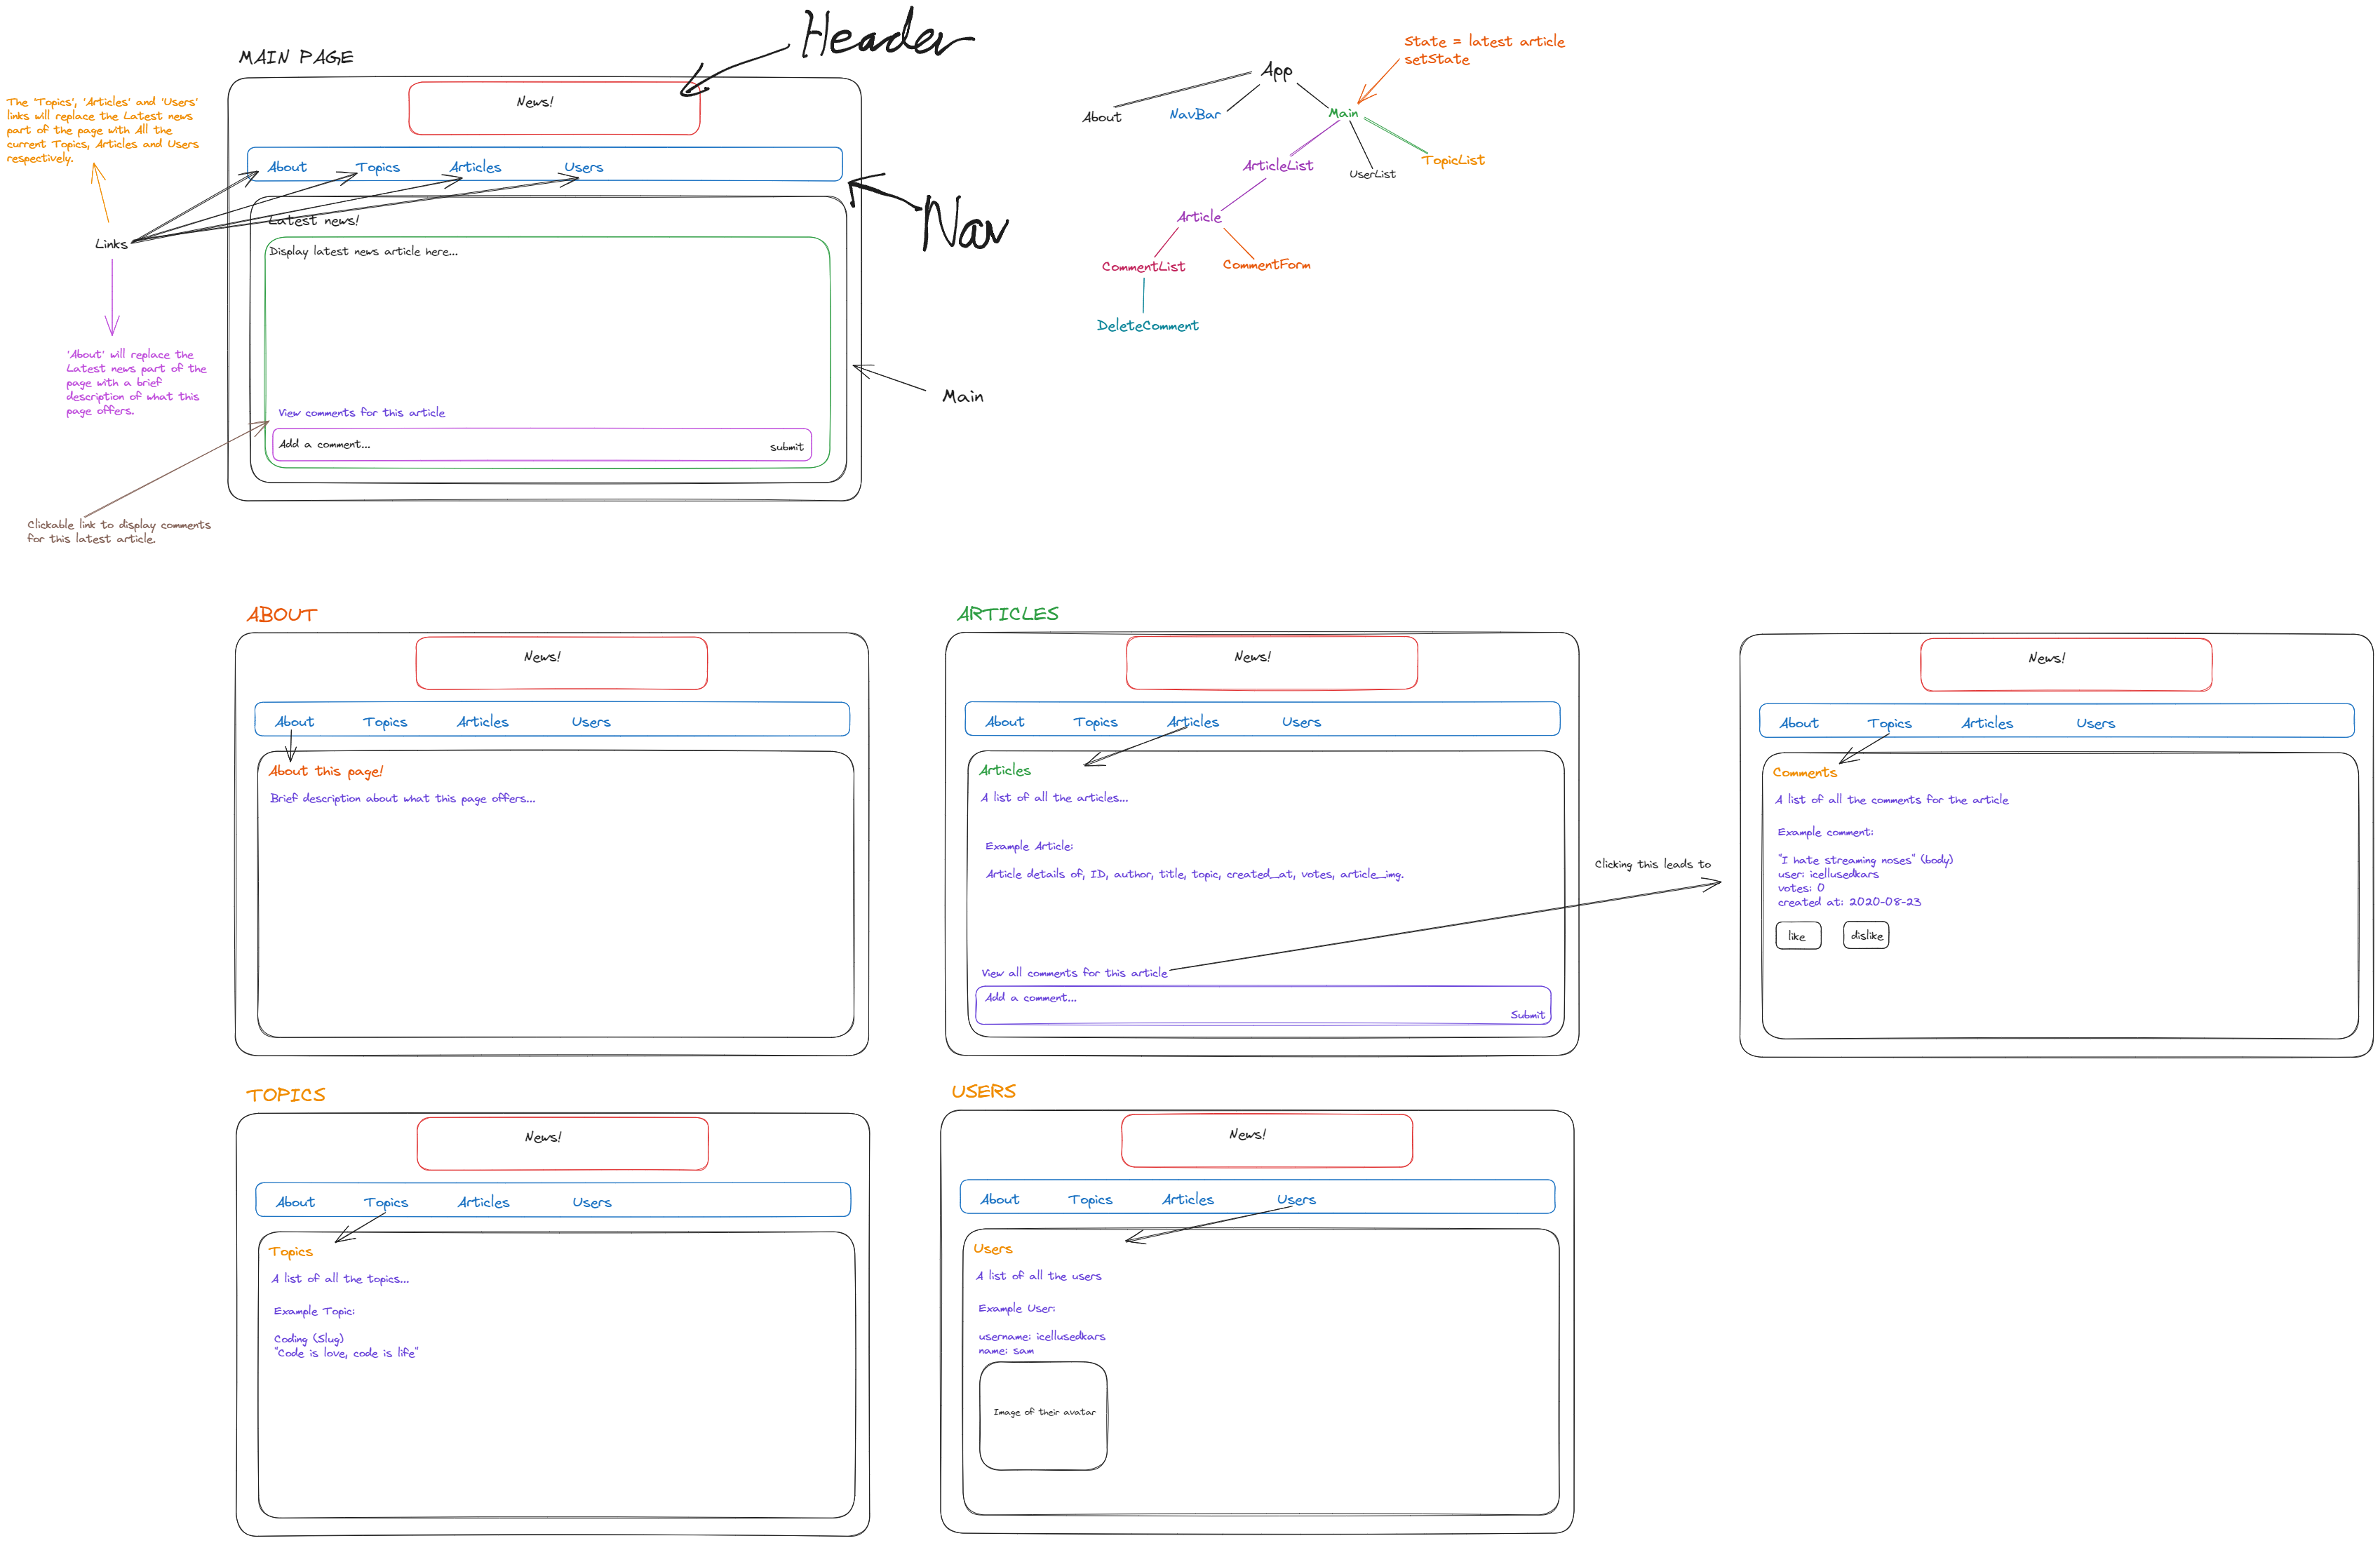 Header
MAIN PAGE
News!
The 'Topics', 'Articles' and 'Users'
links will replace the Latest news
part of the page with All the
current Topics, Articles and Users
respectively.
About Topics Articles Users
Nav
Links
Latest news!
Display latest news article here...
'About' will replace the
Latest news part of the
page with a brief
description of what this
page offers.
Main
View comments for this article
Add a comment...
submit
Clickable link to display comments
for this latest article.
State = latest article
setState
App
About
NavBar
Main
ArticleList
UserList
TopicList
Article
CommentList
CommentForm
DeleteComment
ABOUT
News!
About Topics Articles Users
About this page!
Brief description about what this page offers...
ARTICLES
News!
About Topics Articles Users
Articles
A list of all the articles...
Example Article:
Article details of, ID, author, title, topic, created_at, votes, article_img.
View all comments for this article
Add a comment...
Submit
Clicking this leads to
News!
About Topics Articles Users
Comments
A list of all the comments for the article
Example comment:
"I hate streaming noses" (body)
user: icellusedkars
votes: 0
created at: 2020-08-23
like
dislike
TOPICS
News!
About Topics Articles Users
Topics
A list of all the topics...
Example Topic:
Coding (Slug)
"Code is love, code is life"
USERS
News!
About Topics Articles Users
Users
A list of all the users
Example User:
username: icellusedkars
name: sam
Image of their avatar